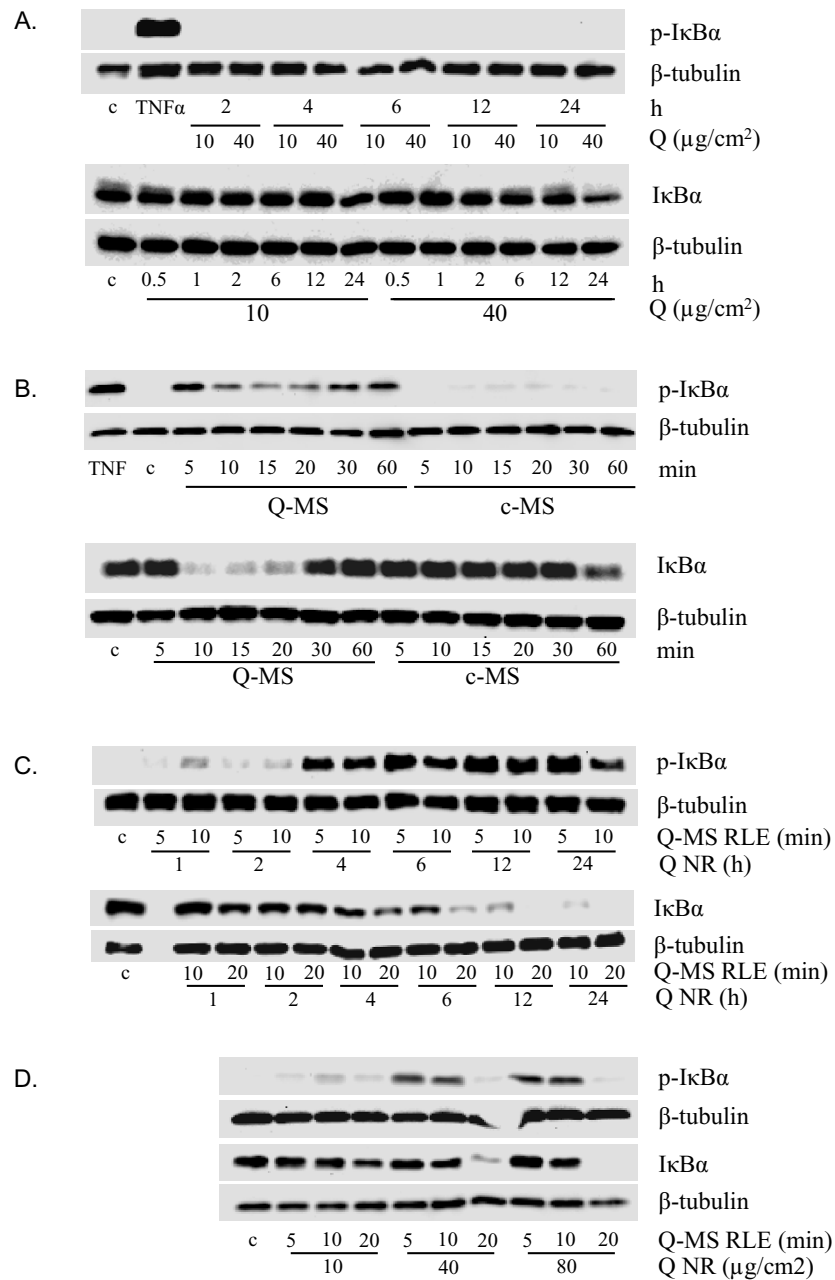 A.
p-IκBα
β-tubulin
c TNFα 2 4 6 12 24 h
10 40 10 40 10 40 10 40 10 40 Q (µg/cm²)
IκBα
β-tubulin
c 0.5 1 2 6 12 24 0.5 1 2 6 12 24 h
10 40 Q (µg/cm²)
B.
p-IκBα
β-tubulin
TNF c 5 10 15 20 30 60 5 10 15 20 30 60 min
Q-MS c-MS
IκBα
β-tubulin
c 5 10 15 20 30 60 5 10 15 20 30 60 min
Q-MS c-MS
C.
p-IκBα
β-tubulin
c 5 10 5 10 5 10 5 10 5 10 5 10 Q-MS RLE (min)
1 2 4 6 12 24 Q NR (h)
IκBα
β-tubulin
c 10 20 10 20 10 20 10 20 10 20 10 20 Q-MS RLE (min)
1 2 4 6 12 24 Q NR (h)
D.
p-IκBα
β-tubulin
IκBα
β-tubulin
c 5 10 20 5 10 20 5 10 20 Q-MS RLE (min)
10 40 80 Q NR (µg/cm2)